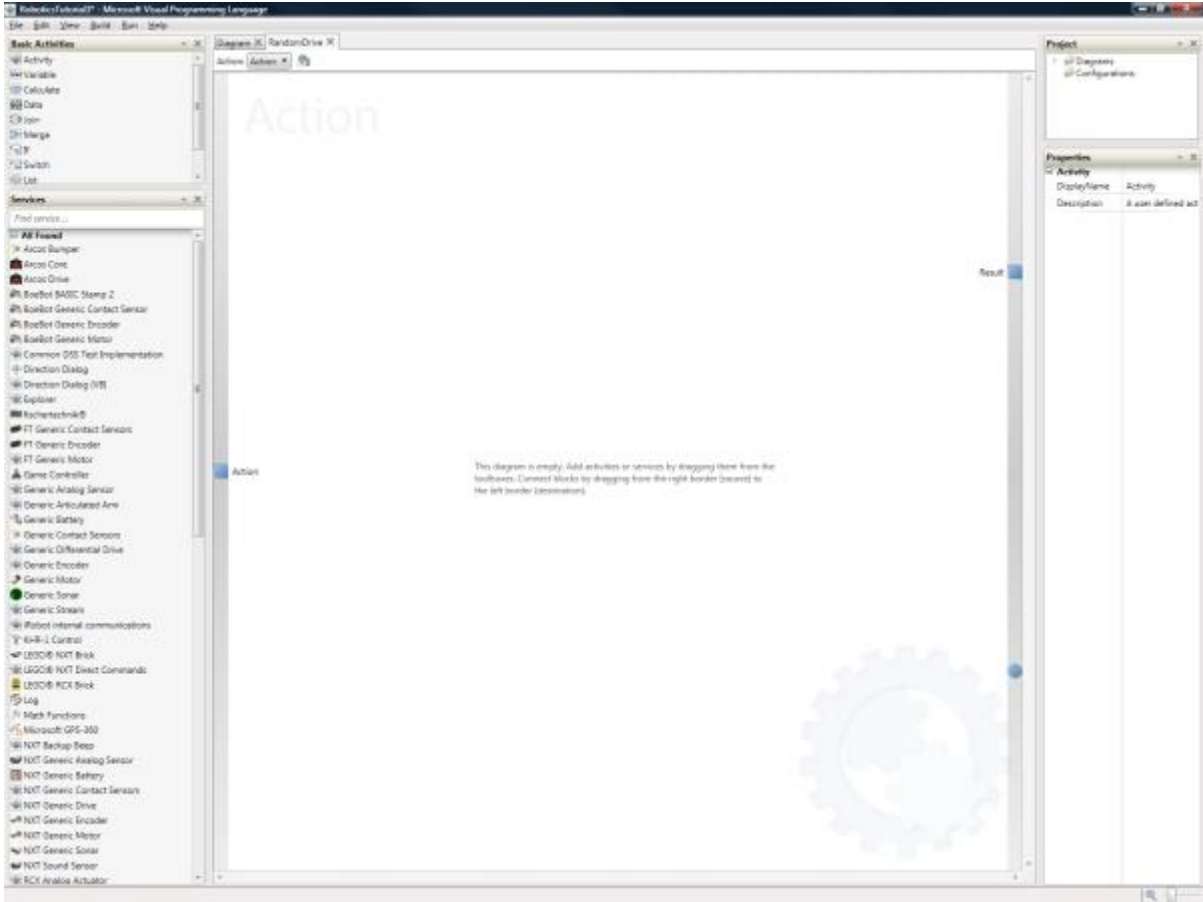 RoboticsTutorial3* - Microsoft Visual Programming Language
File Edit View Build Run Help
Basic Activities
Activity
Variable
Calculate
Data
Join
Merge
If
Switch
List
Services
Find service...
All Found
Arcos Bumper
Arcos Core
Arcos Drive
BoeBot BASIC Stamp 2
BoeBot Generic Contact Sensor
BoeBot Generic Encoder
BoeBot Generic Motor
Common DSS Test Implementation
Direction Dialog
Direction Dialog (VB)
Explorer
fischertechnik®
FT Generic Contact Sensors
FT Generic Encoder
FT Generic Motor
Game Controller
Generic Analog Sensor
Generic Articulated Arm
Generic Battery
Generic Contact Sensors
Generic Differential Drive
Generic Encoder
Generic Motor
Generic Sonar
Generic Stream
iRobot internal communications
KHR-1 Control
LEGO® NXT Brick
LEGO® NXT Direct Commands
LEGO® RCX Brick
Log
Math Functions
Microsoft GPS-360
NXT Backup Beep
NXT Generic Analog Sensor
NXT Generic Battery
NXT Generic Contact Sensors
NXT Generic Drive
NXT Generic Encoder
NXT Generic Motor
NXT Generic Sonar
NXT Sound Sensor
RCX Analog Actuator
Diagram RandomDrive
Action: Action
Action
Result
Action
This diagram is empty. Add activities or services by dragging them from the
toolboxes. Connect blocks by dragging from the right border (source) to
the left border (destination).
Project
Diagrams
Configurations
Properties
Activity
DisplayName Activity
Description A user defined act